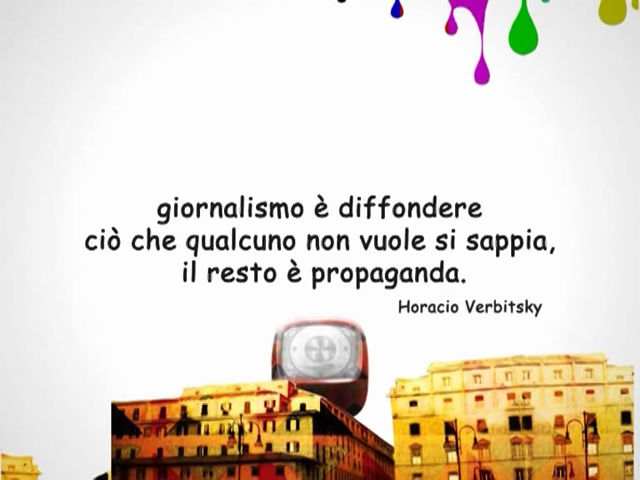 giornalismo è diffondere
ciò che qualcuno non vuole si sappia,
il resto è propaganda.
Horacio Verbitsky